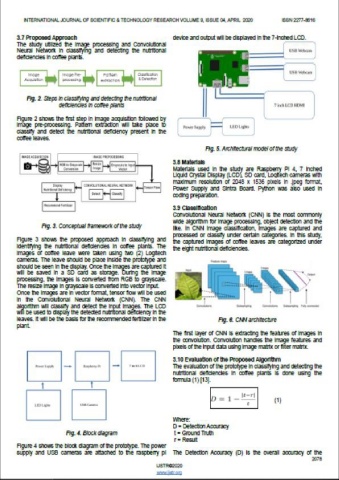 INTERNATIONAL JOURNAL OF SCIENTIFIC & TECHNOLOGY RESEARCH VOLUME 9, ISSUE 04, APRIL 2020
ISSN 2277-8616
3.7 Proposed Approach
The study utilized the image processing and Convolutional
Neural Network in classifying and detecting the nutritional
deficiencies in coffee plants.
Image
Acquisition
Image Pre-
processing
Pattern
extraction
Classification
& Detection
Fig. 2. Steps in classifying and detecting the nutritional
deficiencies in coffee plants
Figure 2 shows the first step in image acquisition followed by
image pre-processing. Pattern extraction will take place to
classify and detect the nutritional deficiency present in the
coffee leaves.
IMAGE ACQUISITION
IMAGE PREPROCESSING
CONVOLUTIONAL NEURAL NETWORK
Fig. 3. Conceptual framework of the study
Figure 3 shows the proposed approach in classifying and
identifying the nutritional deficiencies in coffee plants. The
images of coffee leave were taken using two (2) Logitech
cameras. The leave should be place inside the prototype and
should be seen in the display. Once the images are captured it
will be saved in a SD card as storage. During the image
processing, the images is converted from RGB to grayscale.
The resize image in grayscale is converted into vector input.
Once the images are in vector format, tensor flow will be used
in the Convolutional Neural Network (CNN). The CNN
algorithm will classify and detect the input images. The LCD
will be used to display the detected nutritional deficiency in the
leaves. It will be the basis for the recommended fertilizer in the
plant.
Power Supply
Raspberry Pi
7 inch LCD
LED Lights
USB Camera
Fig. 4. Block diagram
Figure 4 shows the block diagram of the prototype. The power
supply and USB cameras are attached to the raspberry pi
device and output will be displayed in the 7-inched LCD.
USB Webcam
USB Webcam
7 inch LCD HDMI
Power Supply
LED Lights
Fig. 5. Architectural model of the study
3.8 Materials
Materials used in the study are Raspberry Pi 4, 7 inched
Liquid Crystal Display (LCD), SD card, Logitech cameras with
maximum resolution of 2048 x 1536 pixels in jpeg format,
Power Supply and Sintra Board. Python was also used in
coding preparation.
3.9 Classification
Convolutional Neural Network (CNN) is the most commonly
wide algorithm for image processing, object detection and the
like. In CNN image classification, images are captured and
processed or classify under certain categories. In this study,
the captured images of coffee leaves are categorized under
the eight nutritional deficiencies.
Fig. 6. CNN architecture
The first layer of CNN is extracting the features of images in
the convolution. Convolution handles the image features and
pixels of the input data using image matrix or filter matrix.
3.10 Evaluation of the Proposed Algorithm
The evaluation of the prototype in classifying and detecting the
nutritional deficiencies in coffee plants is done using the
formula (1) [13].
D = 1 − |t−r| / t (1)
Where:
D = Detection Accuracy
t = Ground Truth
r = Result
The Detection Accuracy (D) is the overall accuracy of the
2078
IJSTR©2020
www.ijstr.org